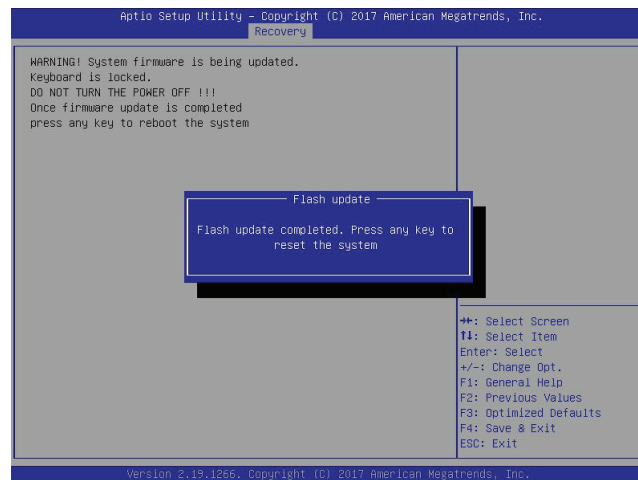 Aptio Setup Utility – Copyright (C) 2017 American Megatrends, Inc.
Recovery
WARNING! System firmware is being updated.
Keyboard is locked.
DO NOT TURN THE POWER OFF !!!
Once firmware update is completed
press any key to reboot the system
Flash update
Flash update completed. Press any key to
reset the system
→←: Select Screen
↑↓: Select Item
Enter: Select
+/-: Change Opt.
F1: General Help
F2: Previous Values
F3: Optimized Defaults
F4: Save & Exit
ESC: Exit
Version 2.19.1266. Copyright (C) 2017 American Megatrends, Inc.